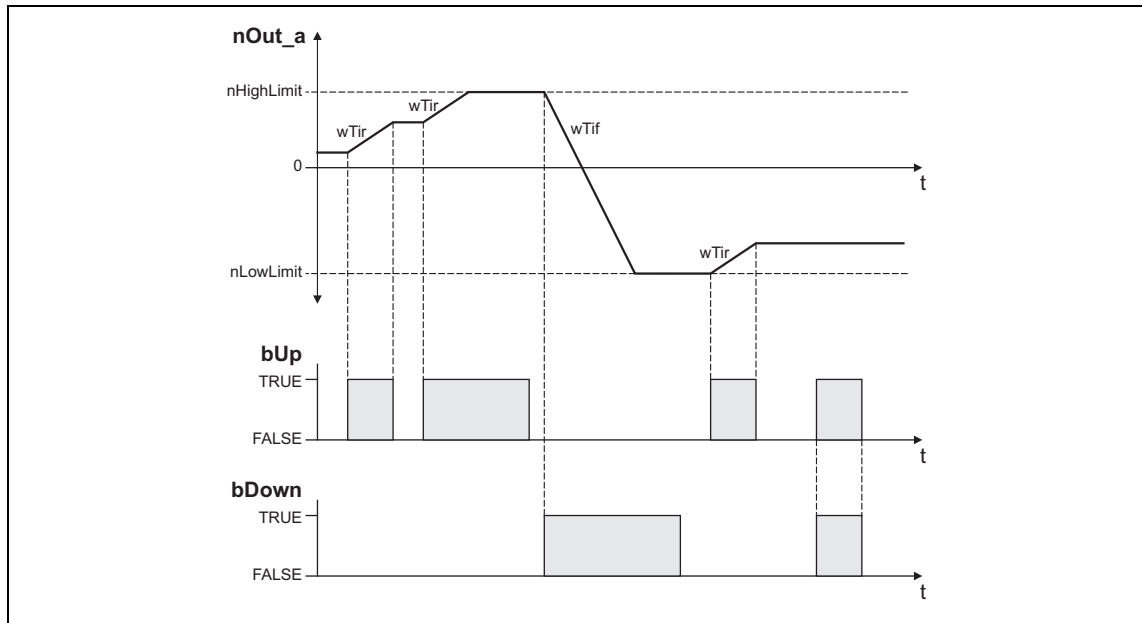 nOut_a
nHighLimit
wTir
wTir
wTif
0
t
wTir
nLowLimit
bUp
TRUE
FALSE
t
bDown
TRUE
FALSE
t